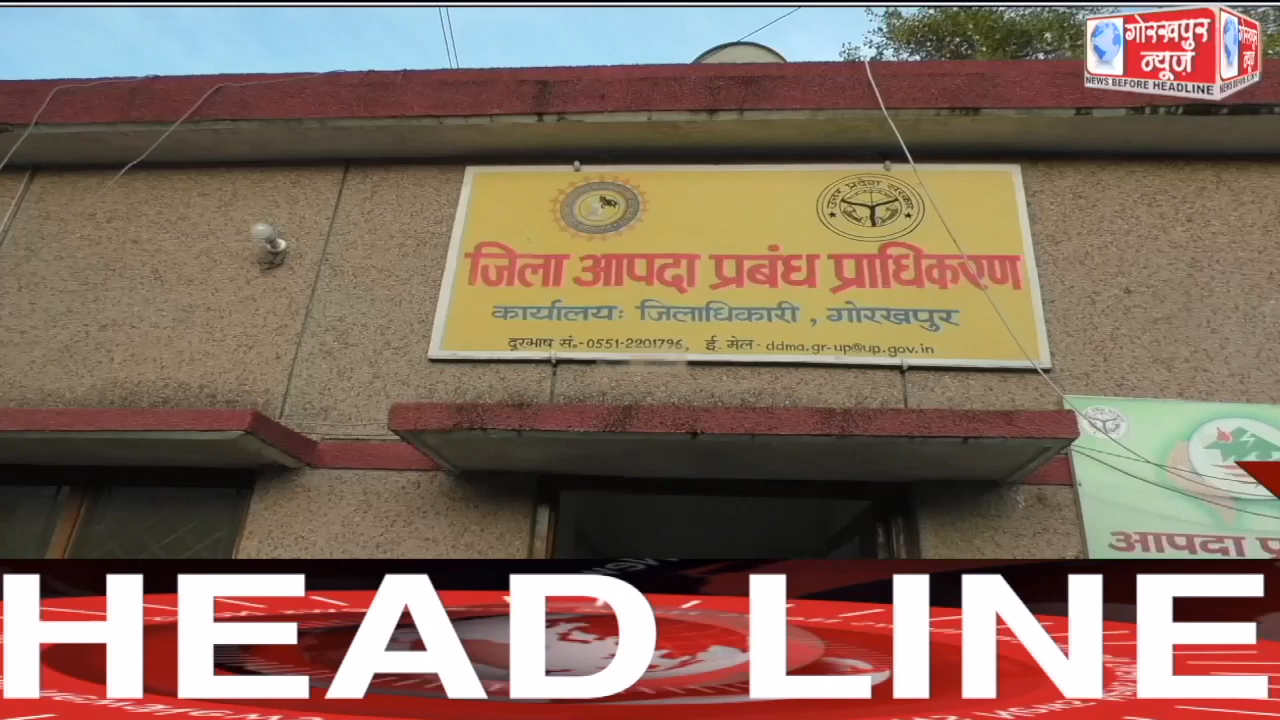 गोरखपुर
न्यूज़
NEWS BEFORE HEADLINE
उत्तर प्रदेश सरकार
जिला आपदा प्रबंध प्राधिकरण
कार्यालयः जिलाधिकारी , गोरखपुर
दूरभाष सं.-0551-2201796, ई. मेल- ddma.gr-up@up.gov.in
आपदा
HEAD LINE